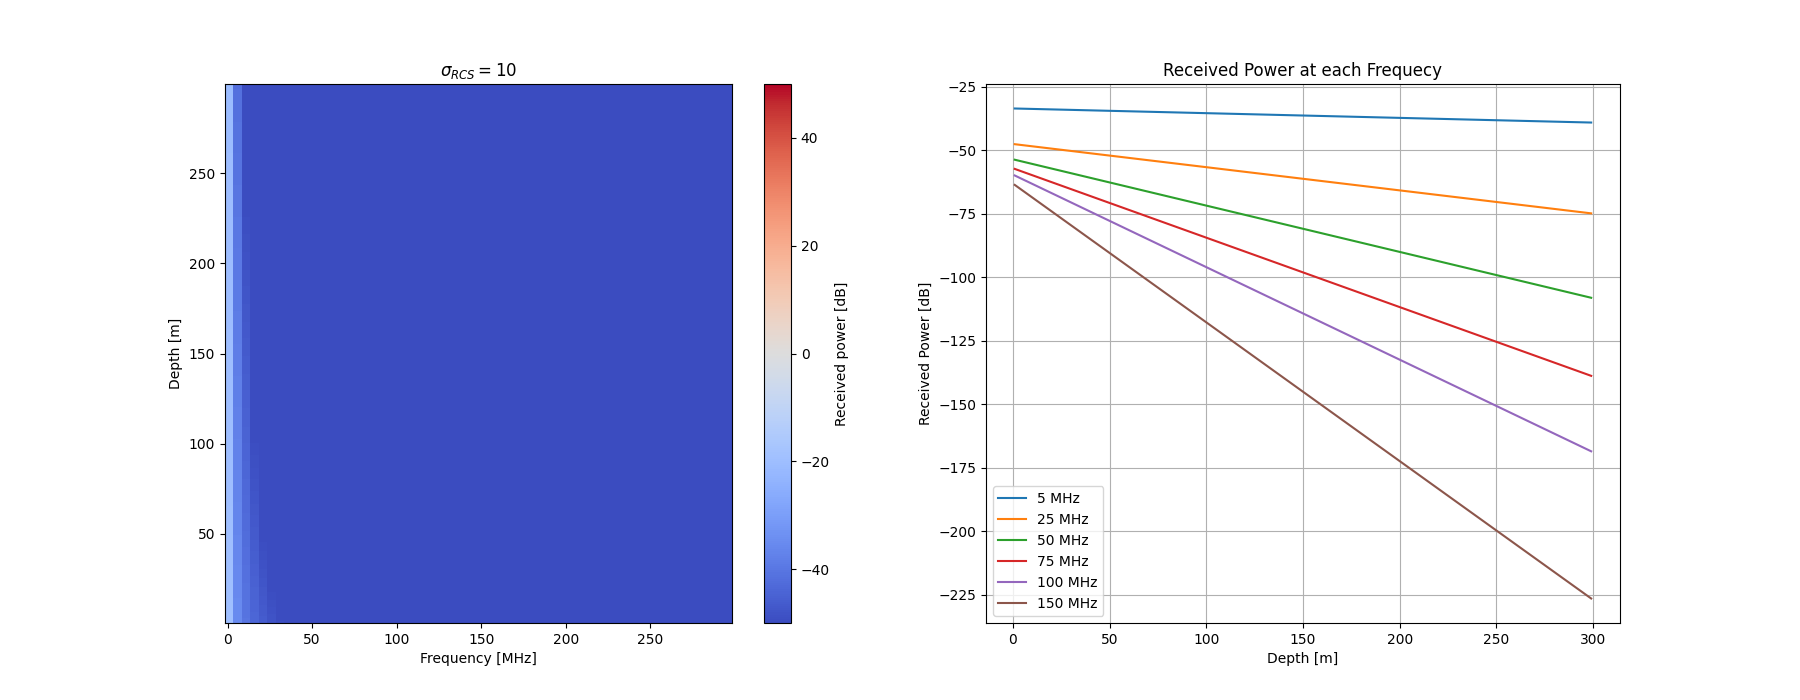 σRCS = 10
250
200
150
100
50
Depth [m]
0
50
100
150
200
250
Frequency [MHz]
40
20
0
−20
−40
Received power [dB]
Received Power at each Frequecy
−25
−50
−75
−100
−125
−150
−175
−200
−225
Received Power [dB]
5 MHz
25 MHz
50 MHz
75 MHz
100 MHz
150 MHz
0
50
100
150
200
250
300
Depth [m]